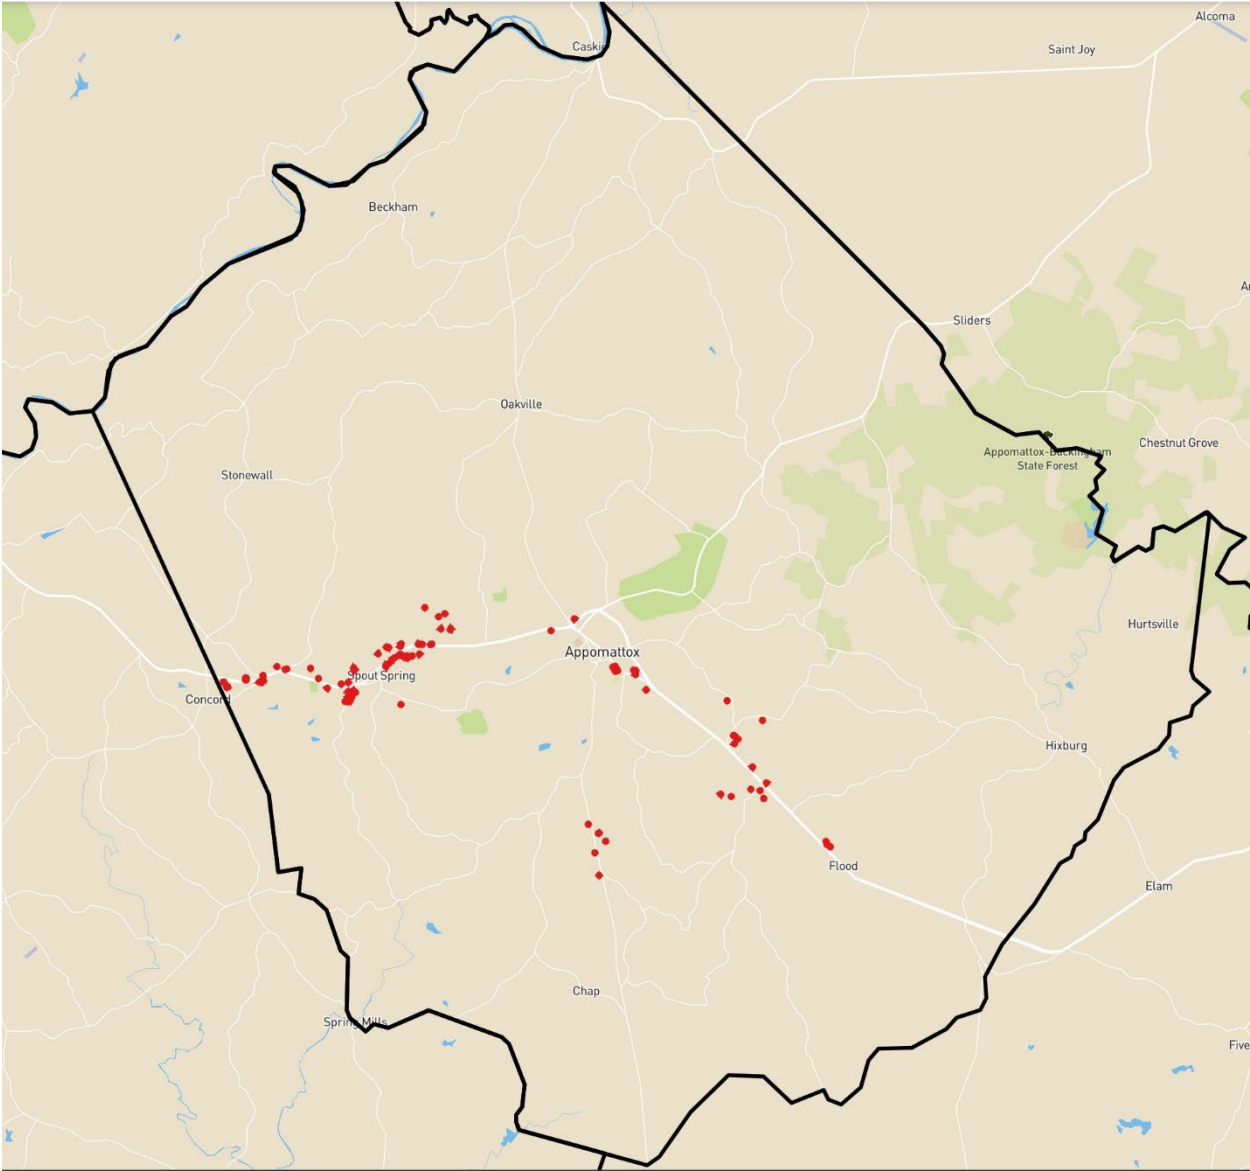 Alcoma
Caskie
Saint Joy
Beckham
Sliders
Oakville
Chestnut Grove
Appomattox-Buckingham
State Forest
Stonewall
Hurtsville
Appomattox
Spout Spring
Concord
Hixburg
Flood
Elam
Chap
Spring Mills
Five